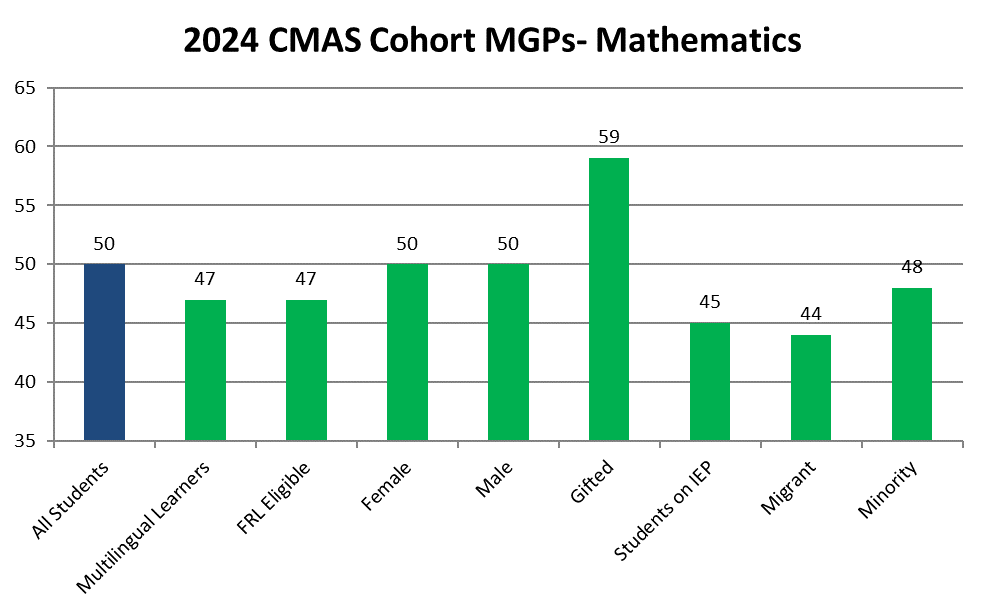 2024 CMAS Cohort MGPs- Mathematics
65
60
55
50
45
40
35
50
47
47
50
50
59
45
44
48
All Students
Multilingual Learners
FRL Eligible
Female
Male
Gifted
Students on IEP
Migrant
Minority